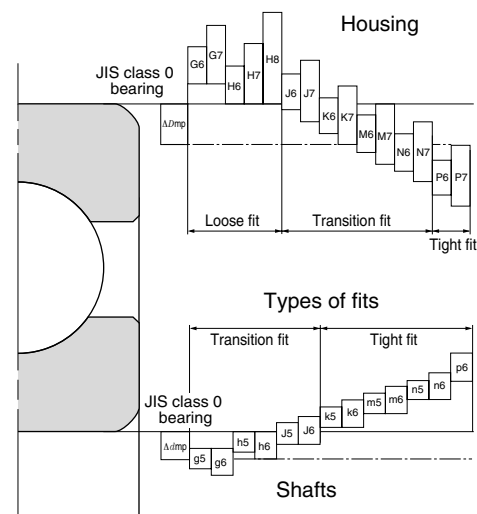 Housing
JIS class 0
bearing
ΔDmp
G6
G7
H6
H7
H8
J6
J7
K6
K7
M6
M7
N6
N7
P6
P7
Loose fit
Transition fit
Tight fit
Types of fits
Transition fit
Tight fit
JIS class 0
bearing
Δdmp
g5
g6
h5
h6
J5
J6
k5
k6
m5
m6
n5
n6
p6
Shafts